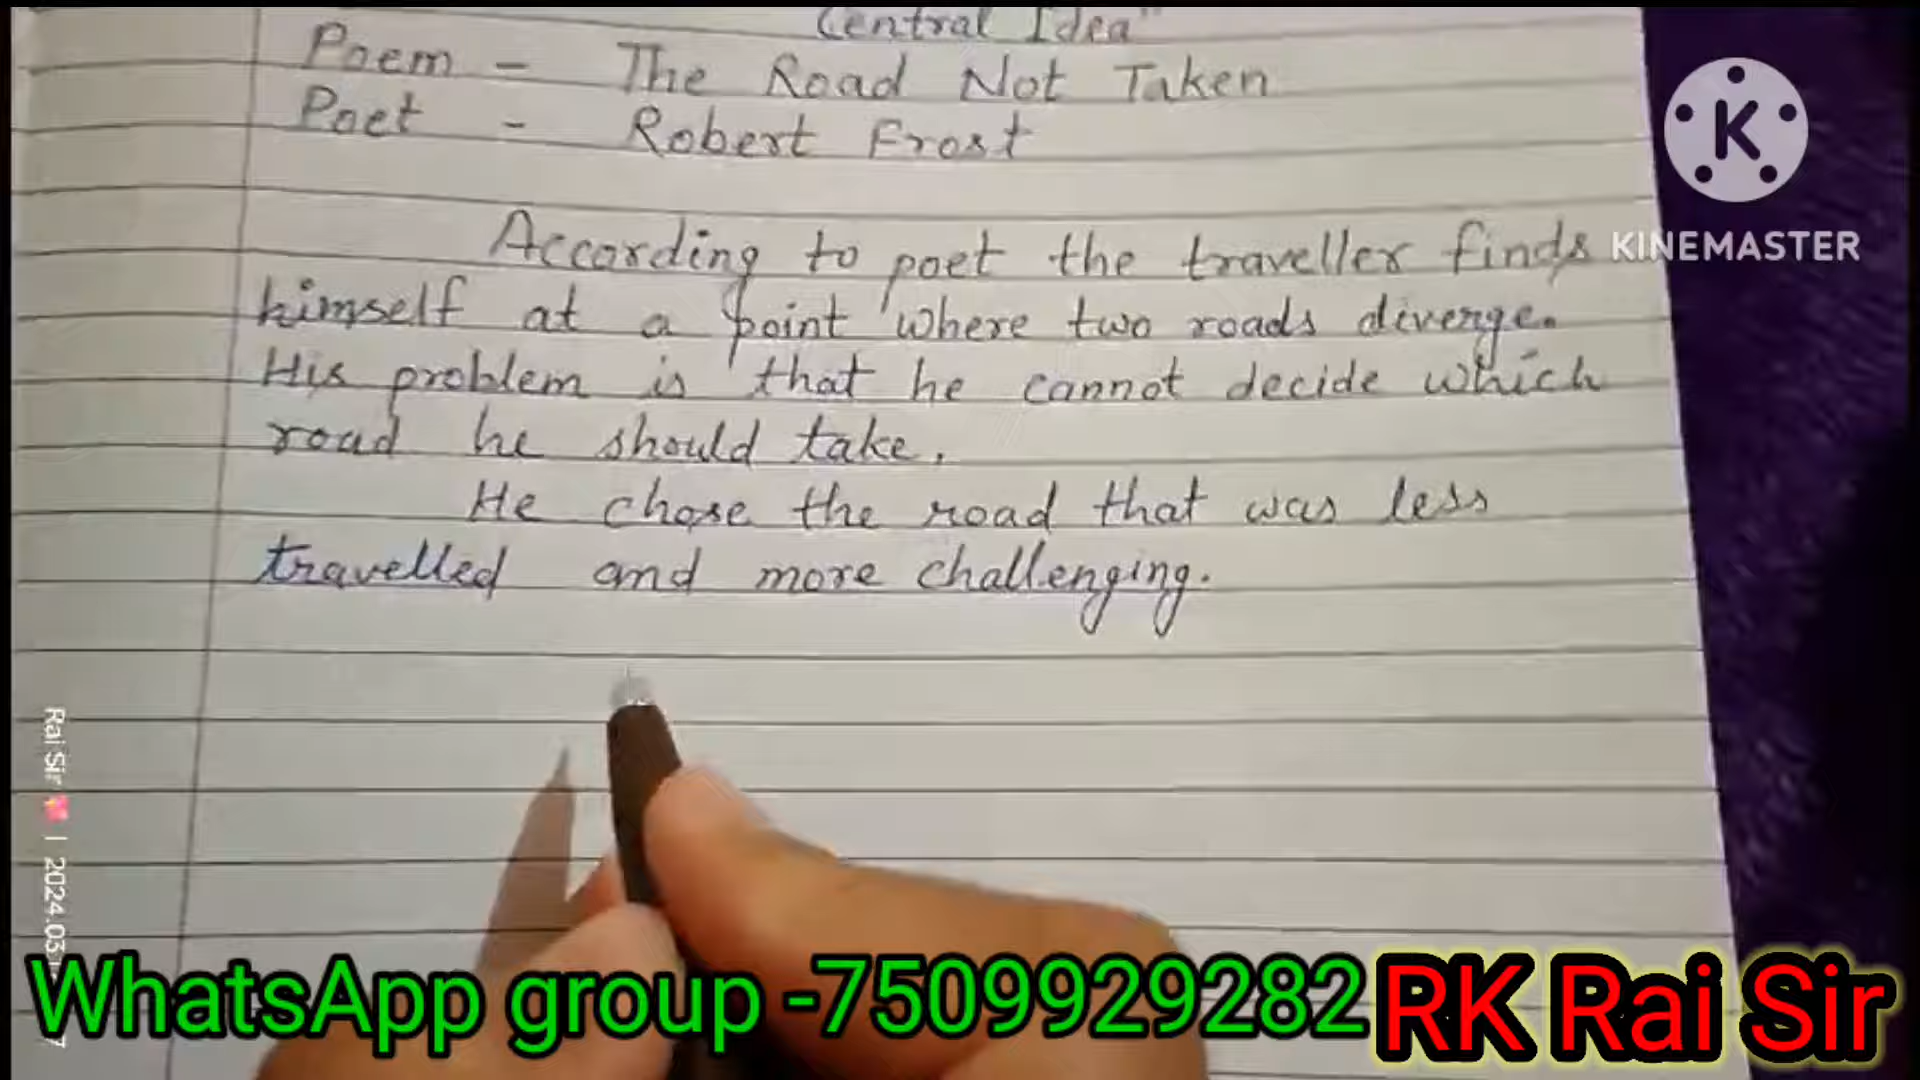 Central Idea"
Poem - The Road Not Taken
Poet - Robert Frost
According to poet the traveller finds
himself at a point where two roads diverge.
His problem is that he cannot decide which
road he should take.
He chose the road that was less
travelled and more challenging.
K
KINEMASTER
Rai Sir | 2024.03
WhatsApp group -7509929282 RK Rai Sir